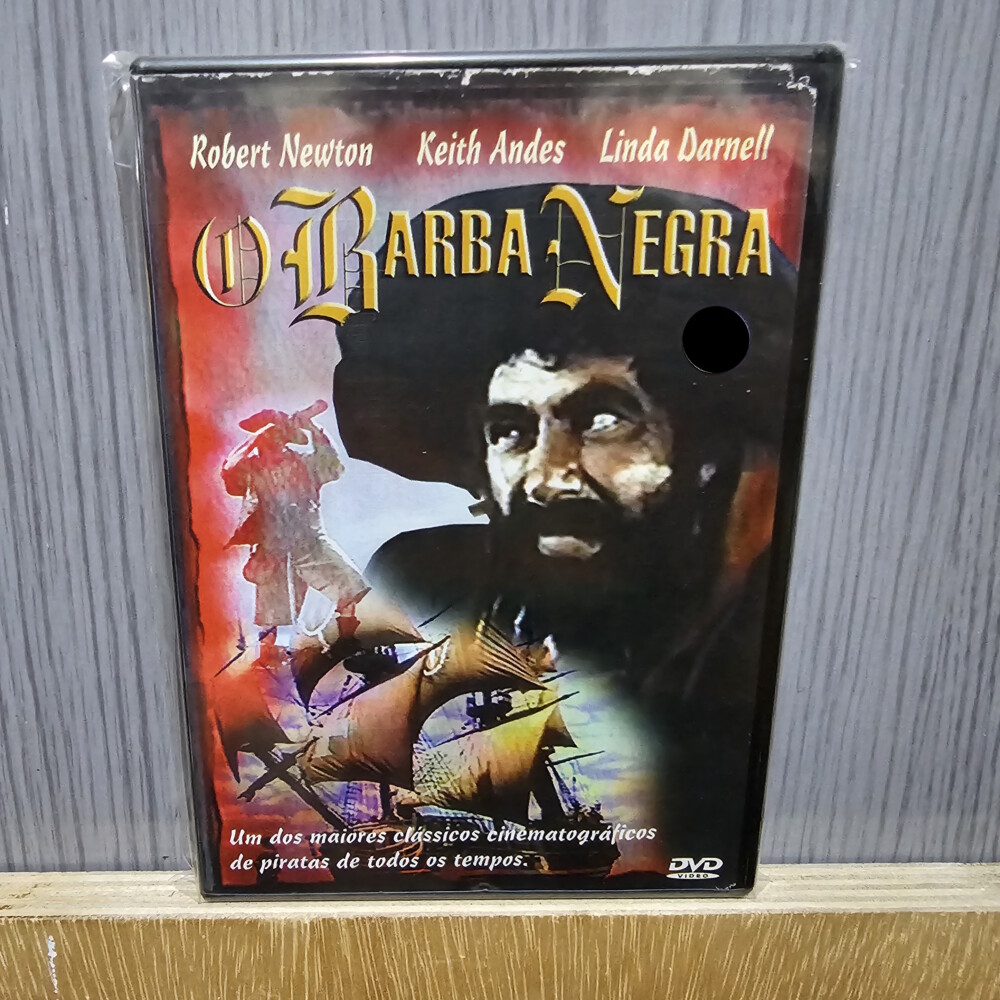 Robert Newton Keith Andes Linda Darnell
O BARBA NEGRA
Um dos maiores clássicos cinematográficos
de piratas de todos os tempos.
DVD
VIDEO